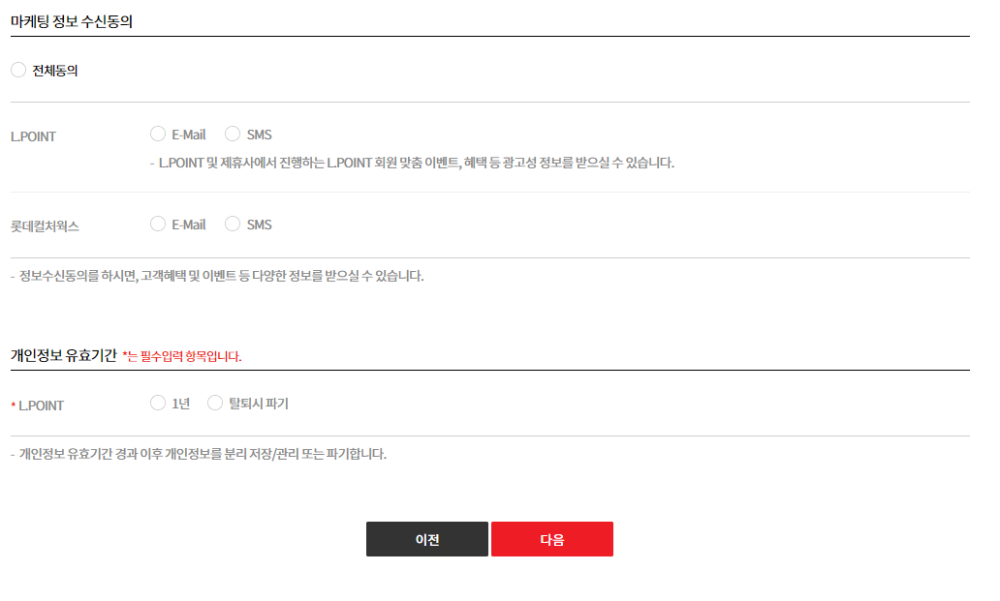 마케팅 정보 수신동의
전체동의
L.POINT
E-Mail SMS
- L.POINT 및 제휴사에서 진행하는 L.POINT 회원 맞춤 이벤트, 혜택 등 광고성 정보를 받으실 수 있습니다.
롯데컬처웍스
E-Mail SMS
- 정보수신동의를 하시면, 고객혜택 및 이벤트 등 다양한 정보를 받으실 수 있습니다.
개인정보 유효기간 *는 필수입력 항목입니다.
* L.POINT
1년 탈퇴시 파기
- 개인정보 유효기간 경과 이후 개인정보를 분리 저장/관리 또는 파기합니다.
이전 다음